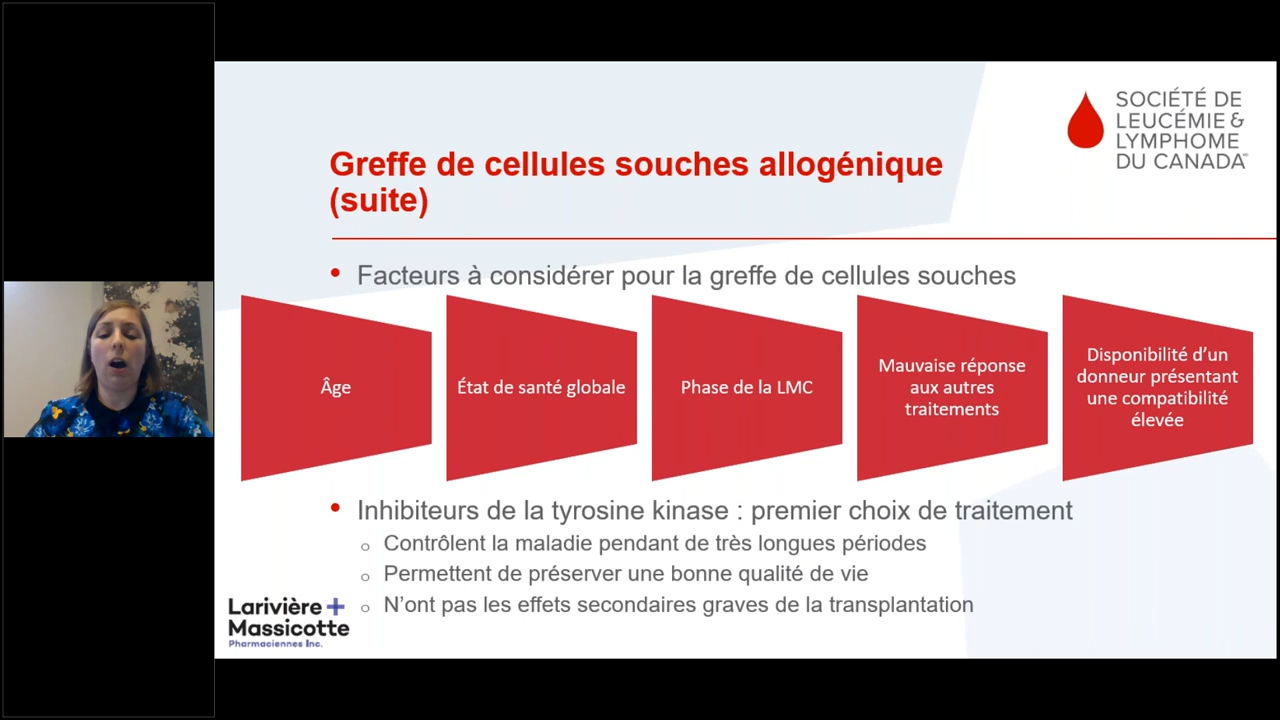 SOCIÉTÉ DE
LEUCÉMIE &
LYMPHOME
DU CANADA
Greffe de cellules souches allogénique
(suite)
• Facteurs à considérer pour la greffe de cellules souches
Âge
État de santé globale
Phase de la LMC
Mauvaise réponse
aux autres
traitements
Disponibilité d’un
donneur présentant
une compatibilité
élevée
• Inhibiteurs de la tyrosine kinase : premier choix de traitement
o Contrôlent la maladie pendant de très longues périodes
o Permettent de préserver une bonne qualité de vie
o N’ont pas les effets secondaires graves de la transplantation
Larivière +
Massicotte
Pharmaciennes Inc.